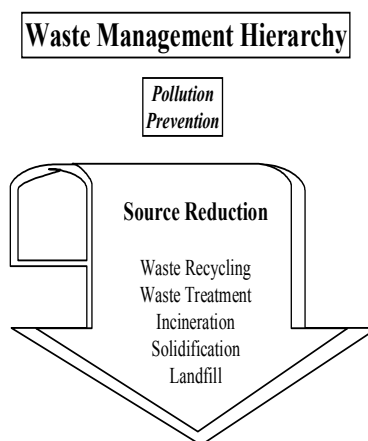 Waste Management Hierarchy
Pollution
Prevention
Source Reduction
Waste Recycling
Waste Treatment
Incineration
Solidification
Landfill